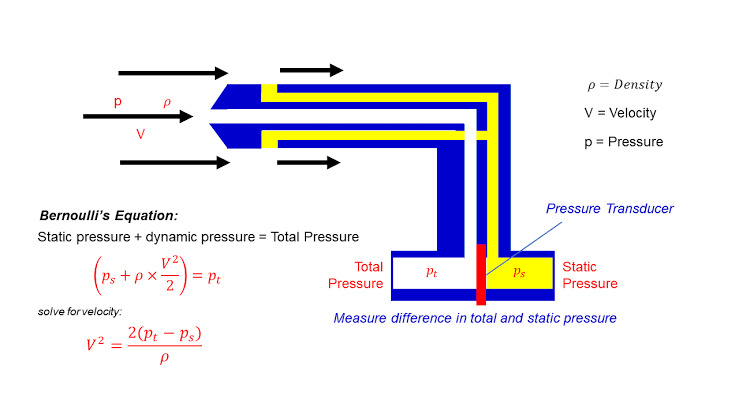 p ρ
V
ρ = Density
V = Velocity
p = Pressure
Bernoulli's Equation:
Static pressure + dynamic pressure = Total Pressure
(pₛ + ρ × V²/2) = pₜ
solve for velocity:
V² = 2(pₜ − pₛ)/ρ
Pressure Transducer
Total
Pressure
pₜ
pₛ
Static
Pressure
Measure difference in total and static pressure